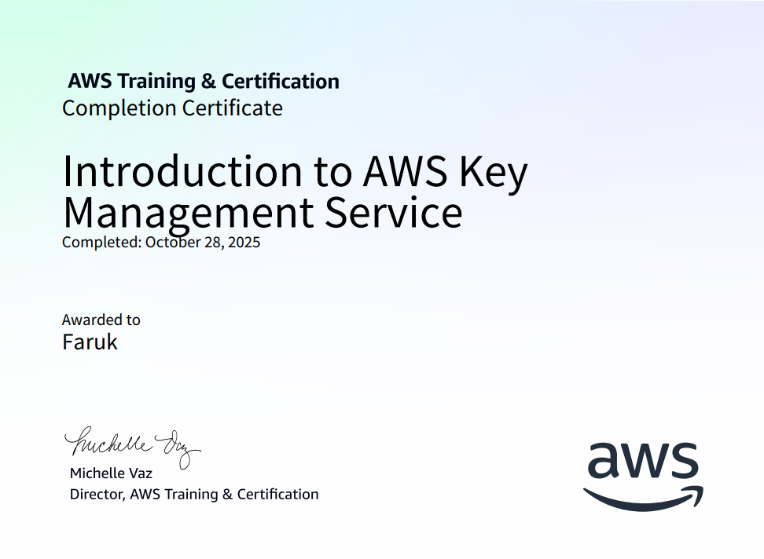 AWS Training & Certification
Completion Certificate
Introduction to AWS Key
Management Service
Completed: October 28, 2025
Awarded to
Faruk
Michelle Vaz
Michelle Vaz
Director, AWS Training & Certification
aws